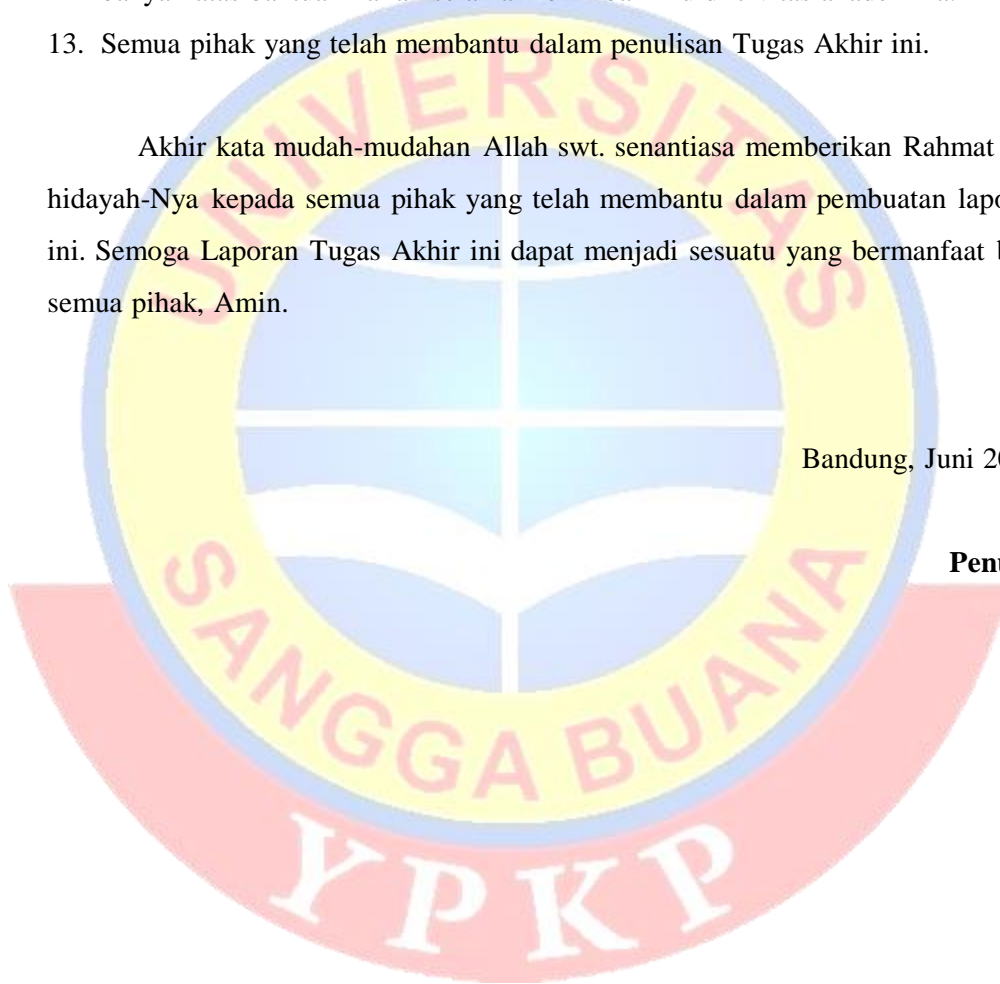 13. Semua pihak yang telah membantu dalam penulisan Tugas Akhir ini.
Akhir kata mudah-mudahan Allah swt. senantiasa memberikan Rahmat
hidayah-Nya kepada semua pihak yang telah membantu dalam pembuatan
ini. Semoga Laporan Tugas Akhir ini dapat menjadi sesuatu yang bermanfaat
semua pihak, Amin.
Bandung, Juni
UNIVERSITAS
SANGGA BUANA
YPKP